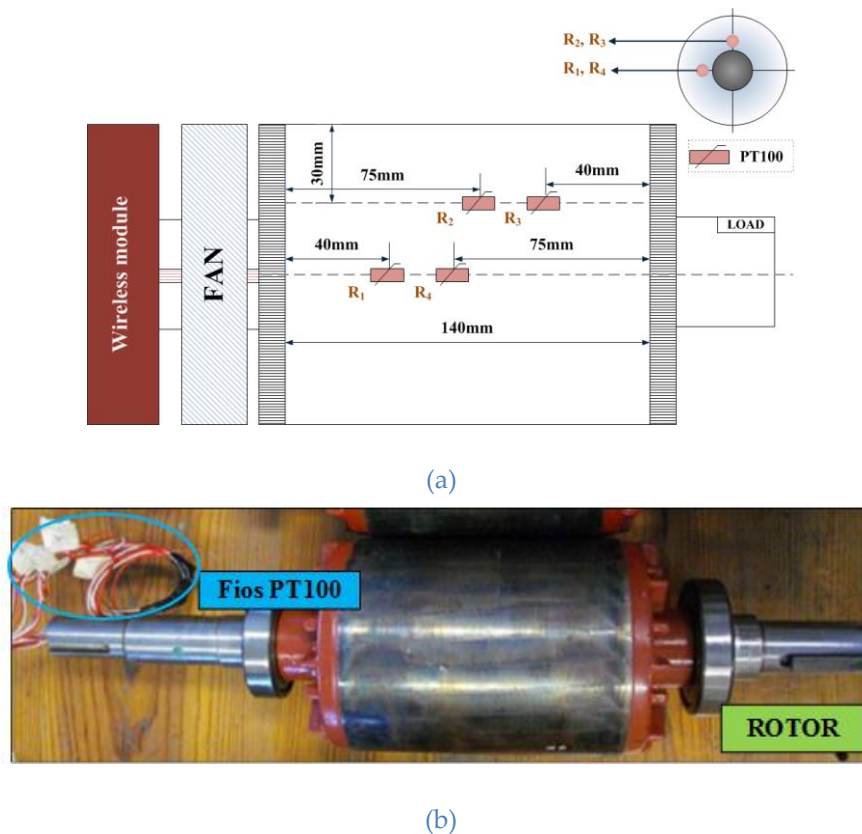 R₂, R₃
R₁, R₄
PT100
30mm
75mm
40mm
R₂
R₃
LOAD
40mm
75mm
R₁
R₄
140mm
Wireless module
FAN
(a)
Fios PT100
ROTOR
(b)